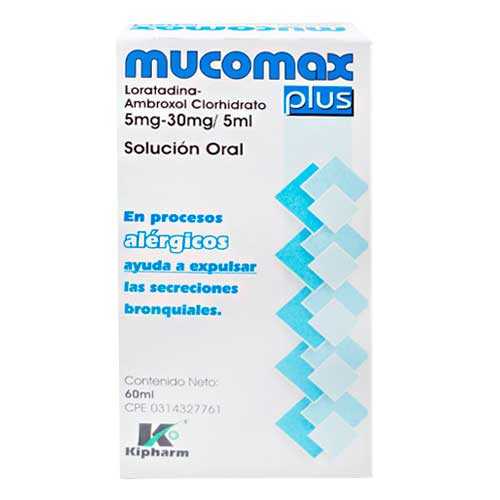 mucomax
plus
Loratadina-
Ambroxol Clorhidrato
5mg-30mg/ 5ml
Solución Oral
En procesos
alérgicos
ayuda a expulsar
las secreciones
bronquiales.
Contenido Neto:
60ml
CPE 0314327761
K
Kipharm